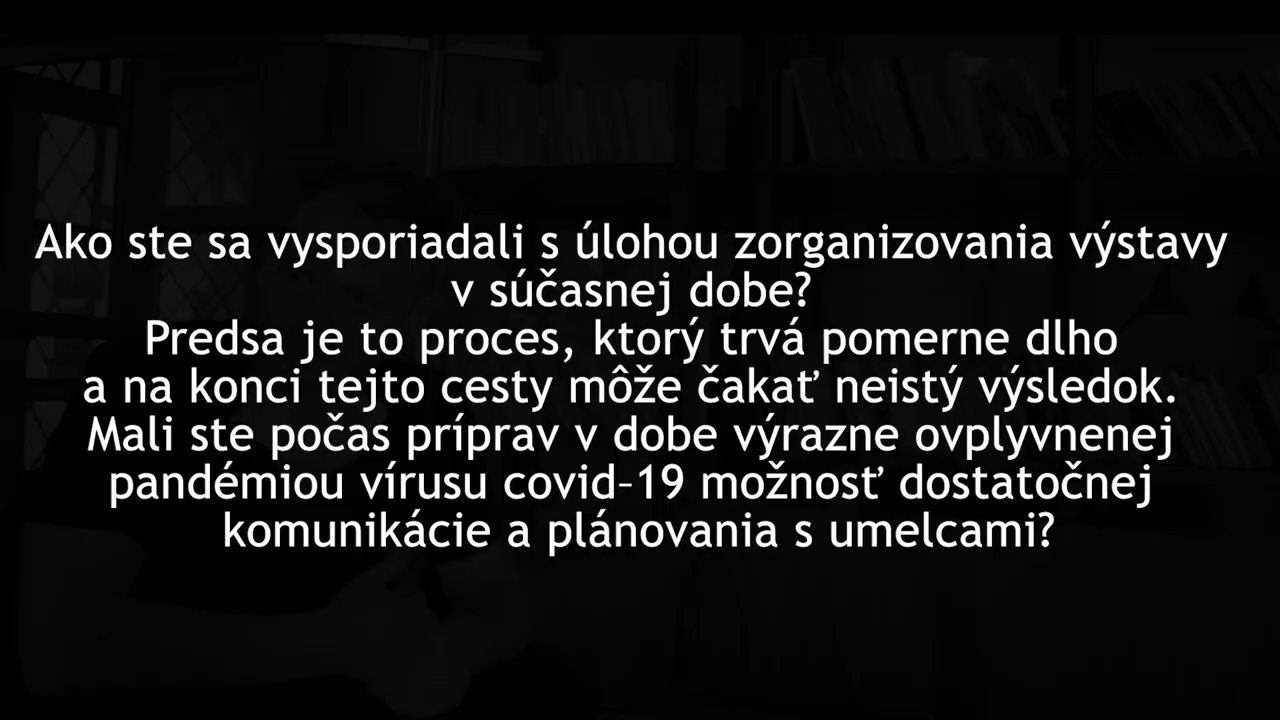 Ako ste sa vysporiadali s úlohou zorganizovania výstavy
v súčasnej dobe?
Predsa je to proces, ktorý trvá pomerne dlho
a na konci tejto cesty môže čakať neistý výsledok.
Mali ste počas príprav v dobe výrazne ovplyvnenej
pandémiou vírusu covid–19 možnosť dostatočnej
komunikácie a plánovania s umelcami?